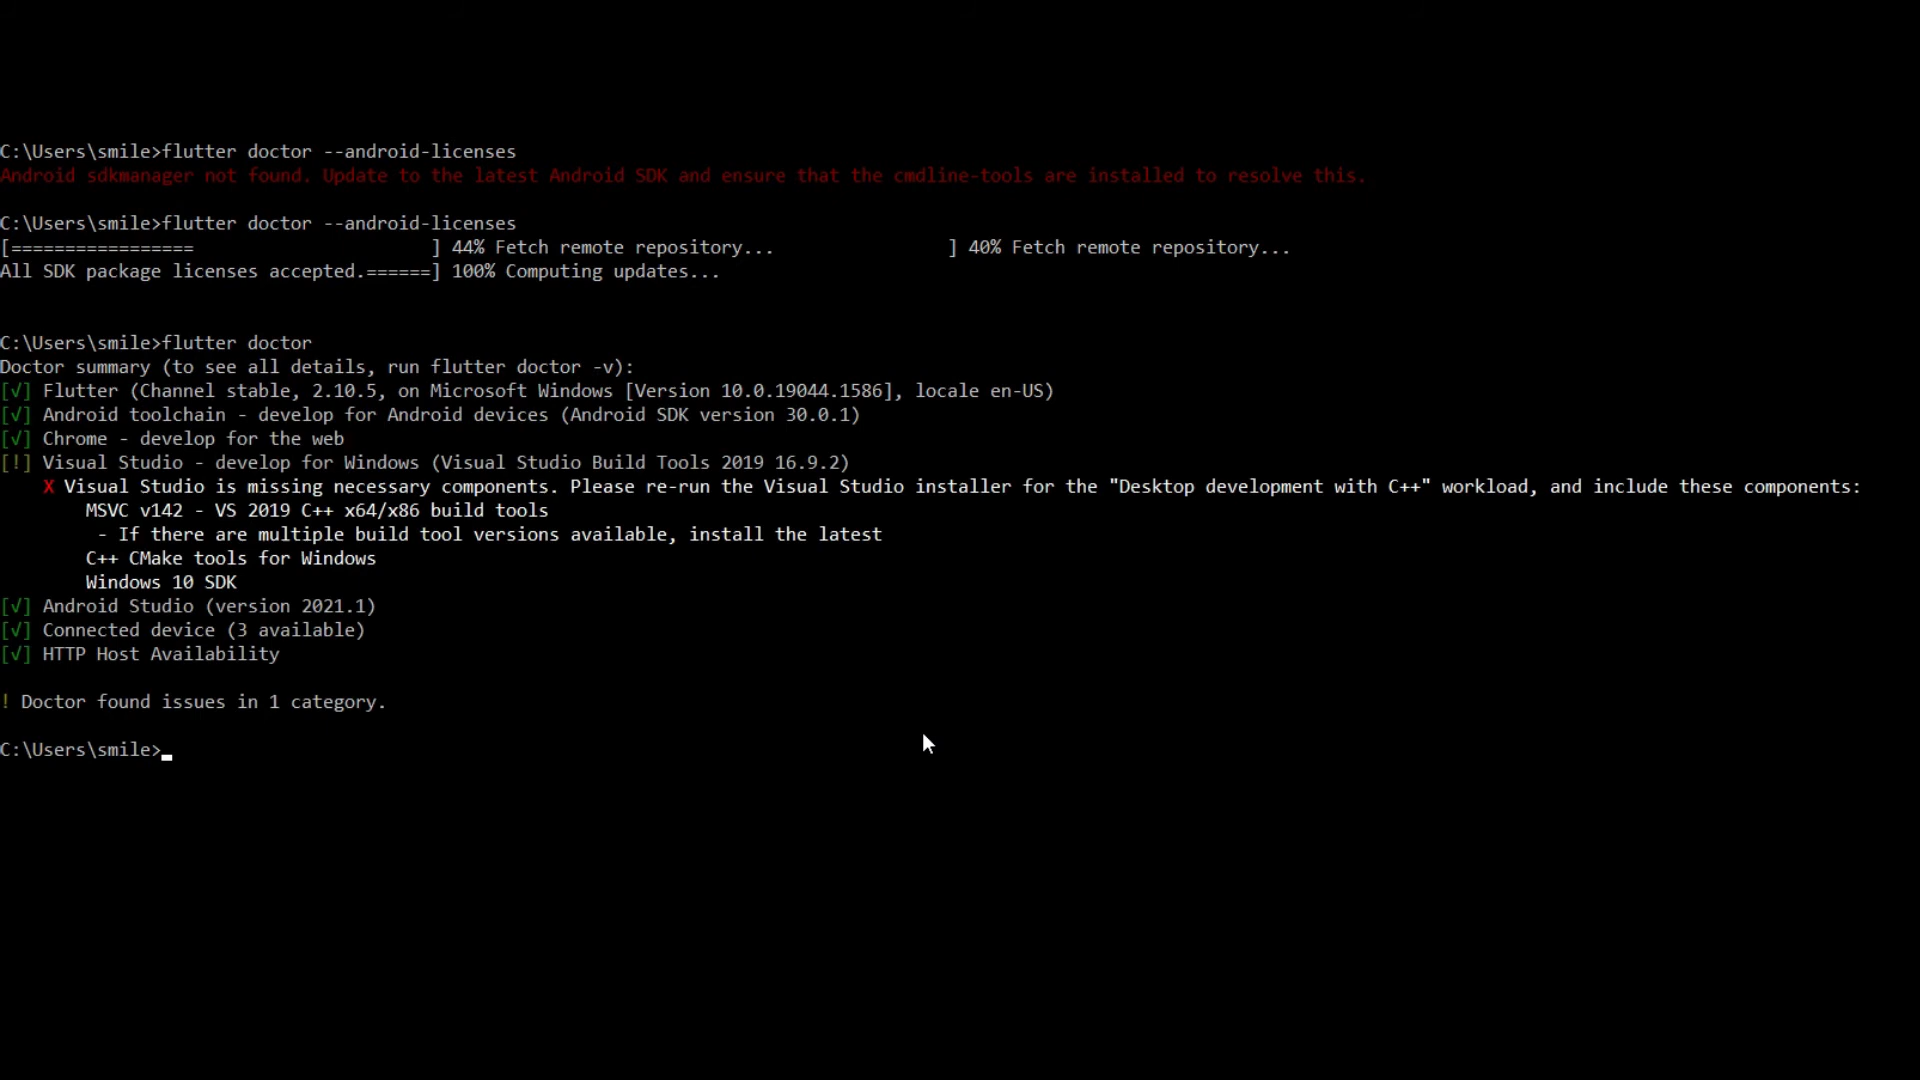 C:\Users\smile>flutter doctor --android-licenses
Android sdkmanager not found. Update to the latest Android SDK and ensure that the cmdline-tools are installed to resolve this.
C:\Users\smile>flutter doctor --android-licenses
[=================                      ] 44% Fetch remote repository...                ] 40% Fetch remote repository...
All SDK package licenses accepted.======] 100% Computing updates...
C:\Users\smile>flutter doctor
Doctor summary (to see all details, run flutter doctor -v):
[√] Flutter (Channel stable, 2.10.5, on Microsoft Windows [Version 10.0.19044.1586], locale en-US)
[√] Android toolchain - develop for Android devices (Android SDK version 30.0.1)
[√] Chrome - develop for the web
[!] Visual Studio - develop for Windows (Visual Studio Build Tools 2019 16.9.2)
    X Visual Studio is missing necessary components. Please re-run the Visual Studio installer for the "Desktop development with C++" workload, and include these components:
        MSVC v142 - VS 2019 C++ x64/x86 build tools
         - If there are multiple build tool versions available, install the latest
        C++ CMake tools for Windows
        Windows 10 SDK
[√] Android Studio (version 2021.1)
[√] Connected device (3 available)
[√] HTTP Host Availability
! Doctor found issues in 1 category.
C:\Users\smile>